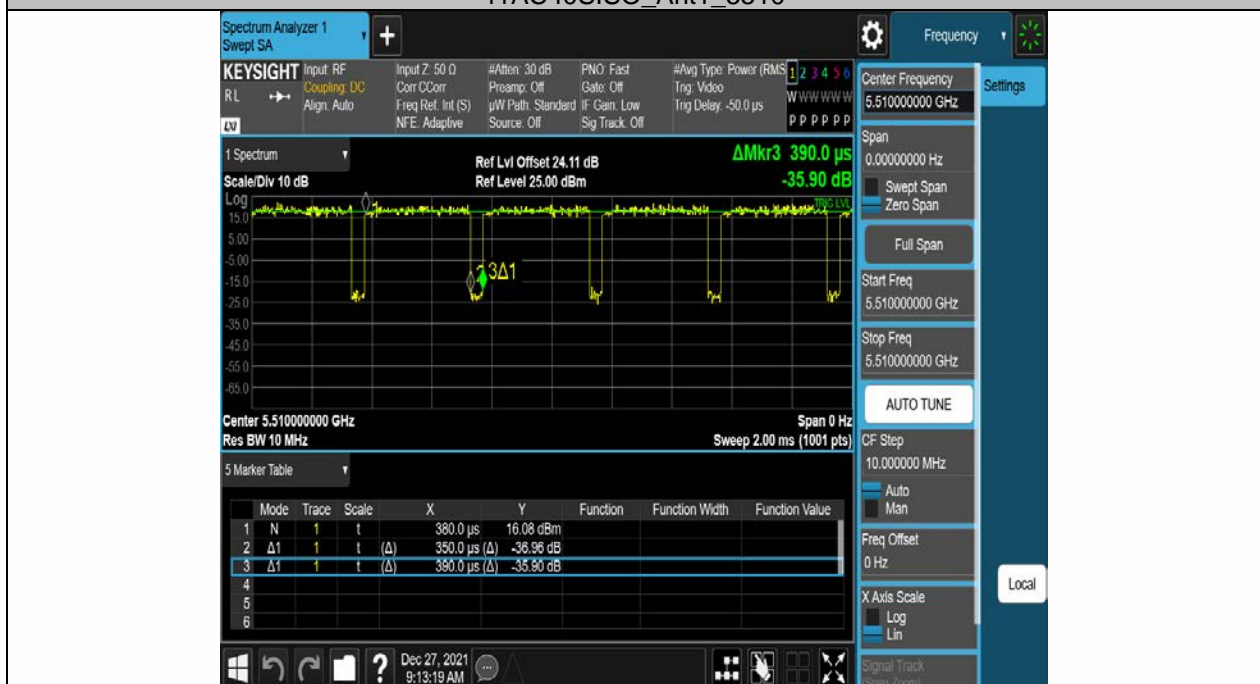 11AC40SISO_Ant1_5510
Spectrum Analyzer 1
Swept SA
+
Frequency
KEYSIGHT
RL
LXI
Input: RF
Coupling: DC
Align: Auto
Input Z: 50 Ω
Corr CCorr
Freq Ref: Int (S)
NFE: Adaptive
#Atten: 30 dB
Preamp: Off
µW Path: Standard
Source: Off
PNO: Fast
Gate: Off
IF Gain: Low
Sig Track: Off
#Avg Type: Power (RMS
Trig: Video
Trig Delay: -50.0 µs
1 2 3 4 5 6
W W W W W W
P P P P P P
Center Frequency
5.510000000 GHz
Settings
Span
0.00000000 Hz
Swept Span
Zero Span
Full Span
Start Freq
5.510000000 GHz
Stop Freq
5.510000000 GHz
AUTO TUNE
CF Step
10.000000 MHz
Auto
Man
Freq Offset
0 Hz
X Axis Scale
Log
Lin
Signal Track
(Span Zoom)
Local
1 Spectrum
Scale/Div 10 dB
Ref Lvl Offset 24.11 dB
Ref Level 25.00 dBm
ΔMkr3 390.0 µs
-35.90 dB
Log
15.0
5.00
-5.00
-15.0
-25.0
-35.0
-45.0
-55.0
-65.0
TRIG LVL
3Δ1
Center 5.510000000 GHz
Res BW 10 MHz
Span 0 Hz
Sweep 2.00 ms (1001 pts)
5 Marker Table
Mode Trace Scale X Y Function Function Width Function Value
1 N 1 t 380.0 µs 16.08 dBm
2 Δ1 1 t (Δ) 350.0 µs (Δ) -36.96 dB
3 Δ1 1 t (Δ) 390.0 µs (Δ) -35.90 dB
4
5
6
?
Dec 27, 2021
9:13:19 AM